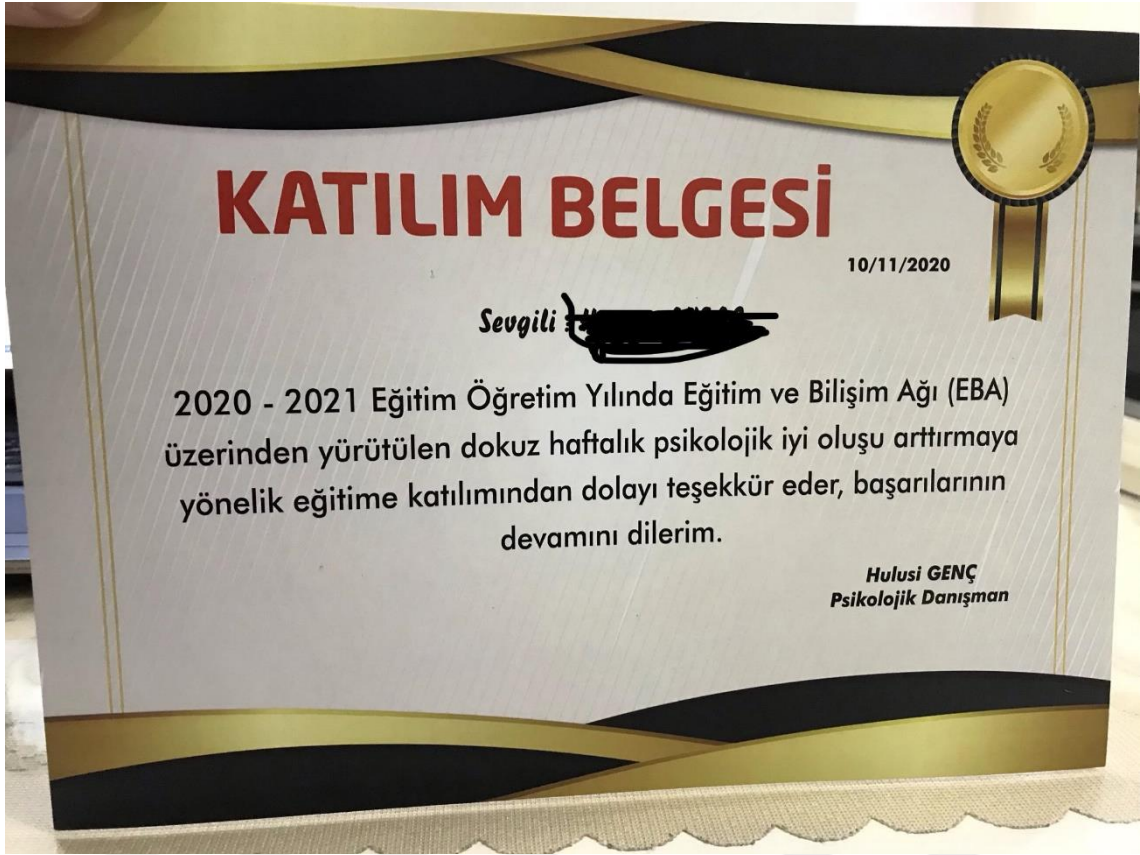 KATILIM BELGESİ
10/11/2020
Sevgili
2020 - 2021 Eğitim Öğretim Yılında Eğitim ve Bilişim Ağı (EBA)
üzerinden yürütülen dokuz haftalık psikolojik iyi oluşu arttırmaya
yönelik eğitime katılımından dolayı teşekkür eder, başarılarının
devamını dilerim.
Hulusi GENÇ
Psikolojik Danışman